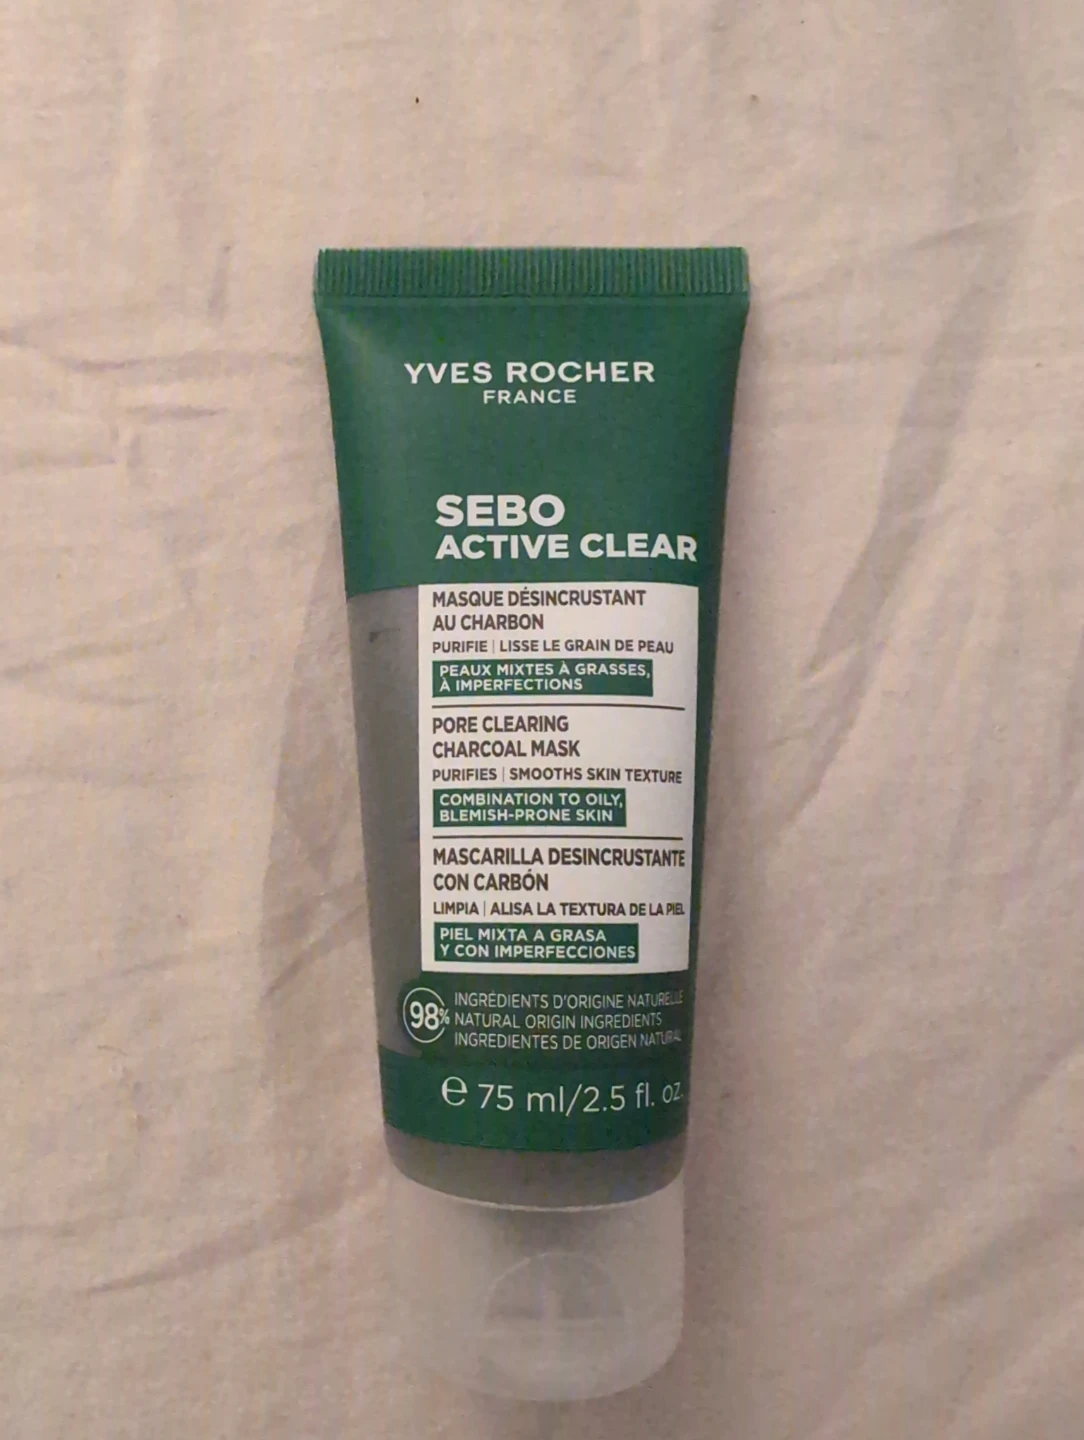 YVES ROCHER
FRANCE
SEBO
ACTIVE CLEAR
MASQUE DÉSINCRUSTANT
AU CHARBON
PURIFIE | LISSE LE GRAIN DE PEAU
PEAUX MIXTES À GRASSES,
À IMPERFECTIONS
PORE CLEARING
CHARCOAL MASK
PURIFIES | SMOOTHS SKIN TEXTURE
COMBINATION TO OILY,
BLEMISH-PRONE SKIN
MASCARILLA DESINCRUSTANTE
CON CARBÓN
LIMPIA | ALISA LA TEXTURA DE LA PIEL
PIEL MIXTA A GRASA
Y CON IMPERFECCIONES
98%
INGRÉDIENTS D'ORIGINE NATURELLE
NATURAL ORIGIN INGREDIENTS
INGREDIENTES DE ORIGEN NATURAL
℮ 75 ml/2.5 fl. oz.